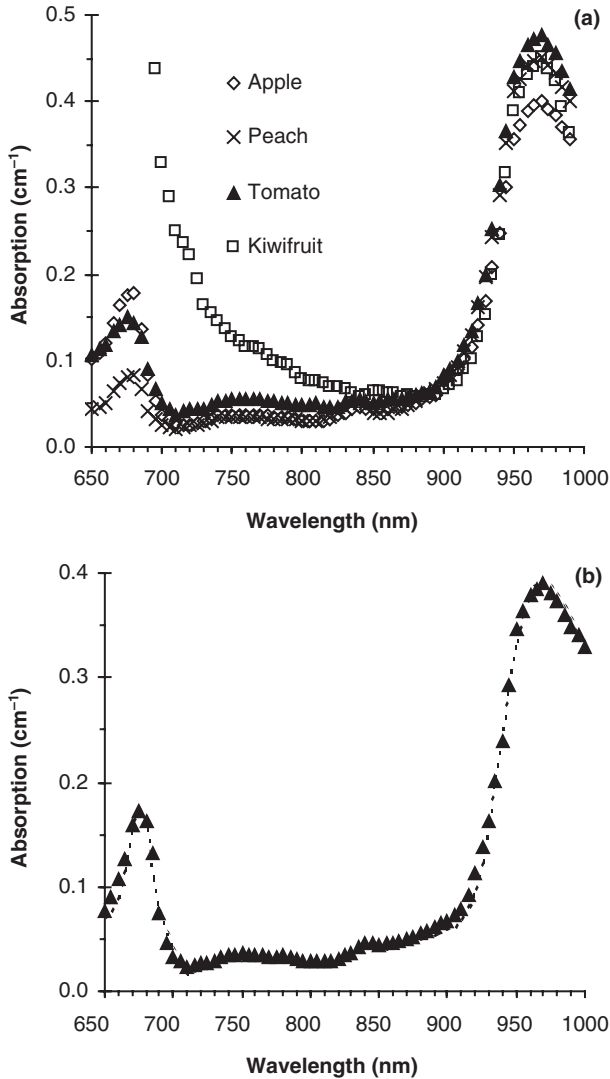 (a)
0.5
0.4
0.3
0.2
0.1
0.0
Absorption (cm⁻¹)
Apple
Peach
Tomato
Kiwifruit
650 700 750 800 850 900 950 1000
Wavelength (nm)
(b)
0.4
0.3
0.2
0.1
0.0
Absorption (cm⁻¹)
650 700 750 800 850 900 950 1000
Wavelength (nm)